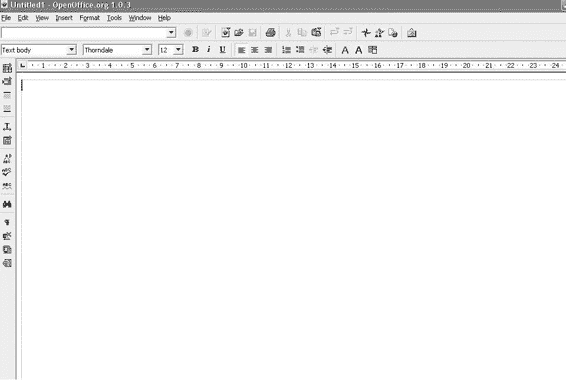 Untitled1 - OpenOffice.org 1.0.3
File Edit View Insert Format Tools Window Help
Text body Thorndale 12 B i U A A
1 2 3 4 5 6 7 8 9 10 11 12 13 14 15 16 17 18 19 20 21 22 23 24